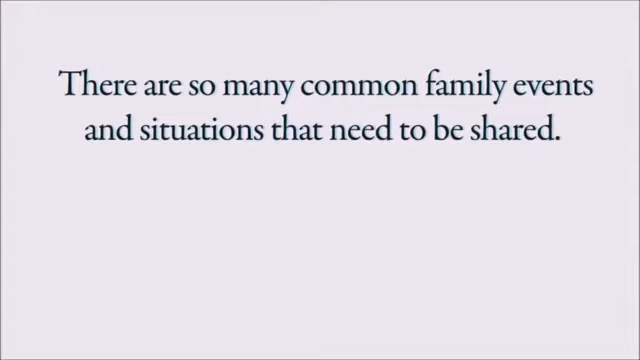 There are so many common family events
and situations that need to be shared.